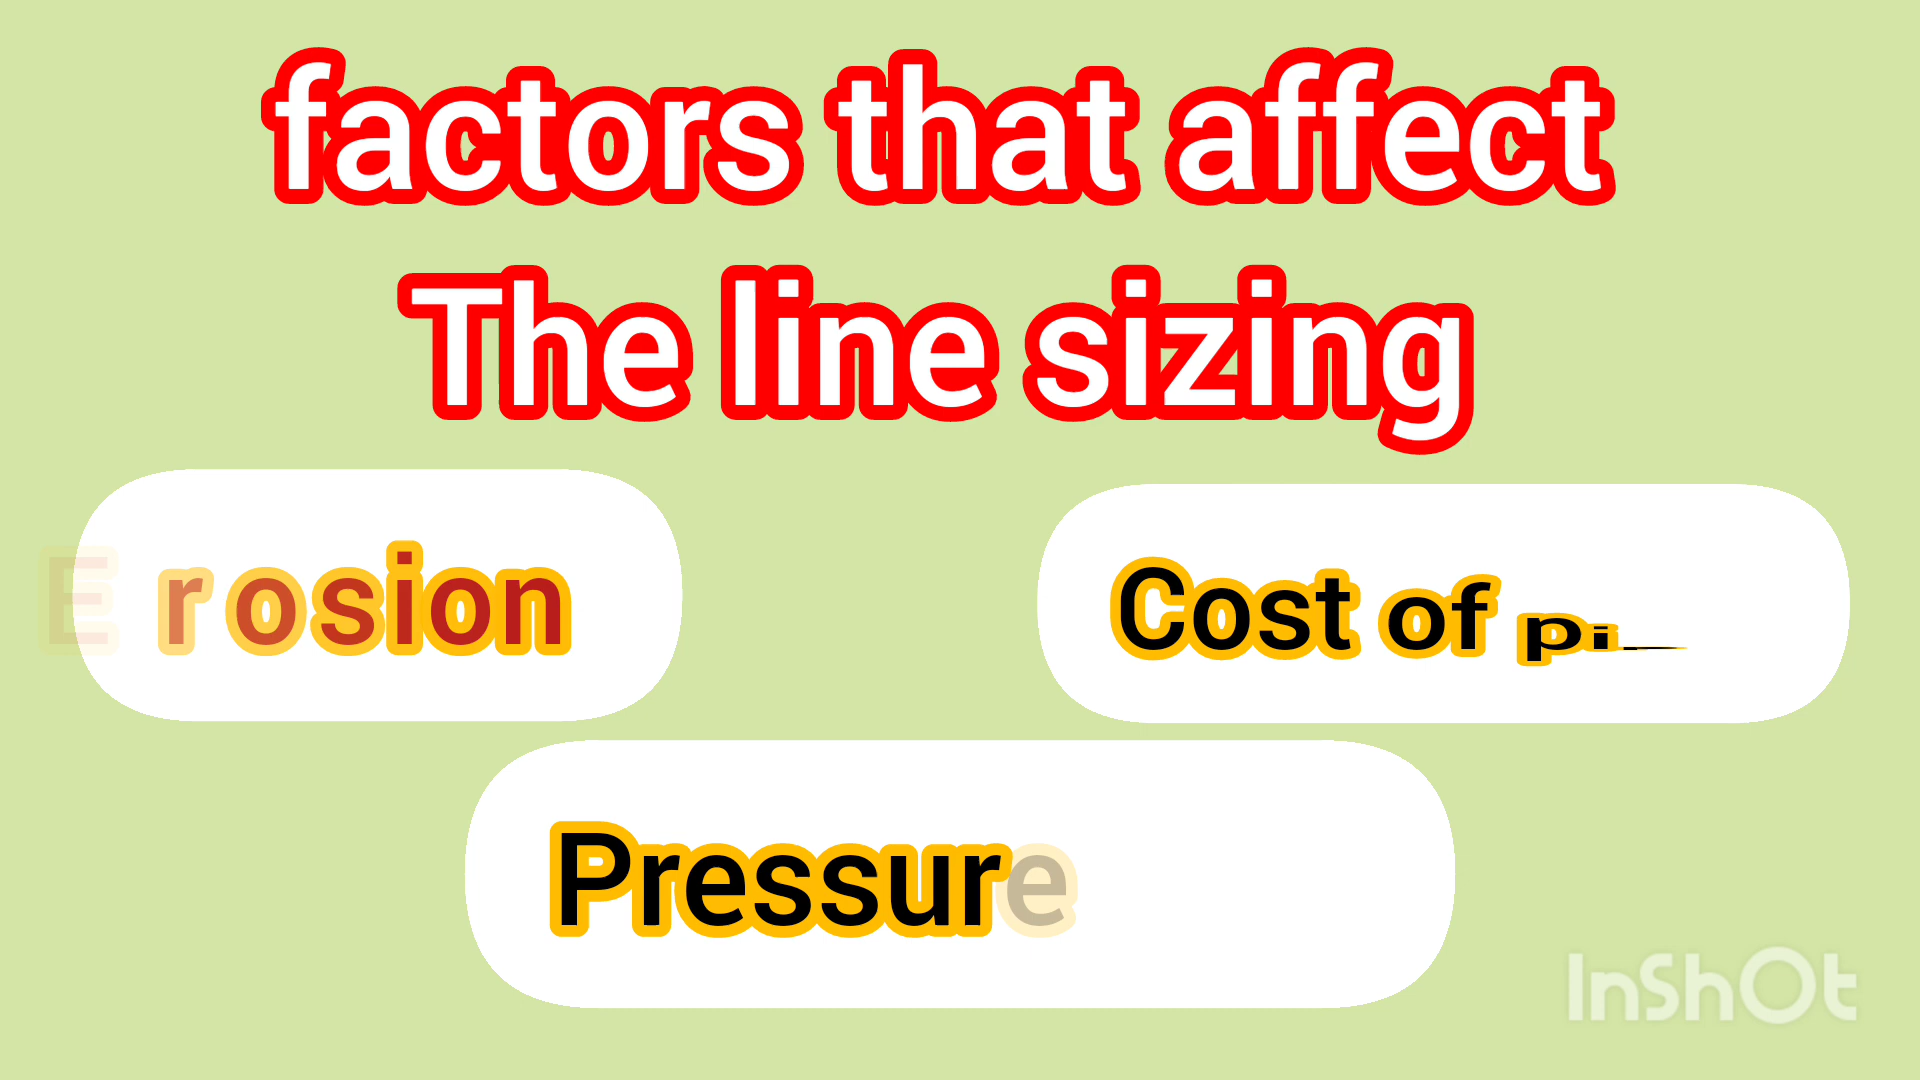 factors that affect
The line sizing
Erosion
Cost of
Pressure
InShOt